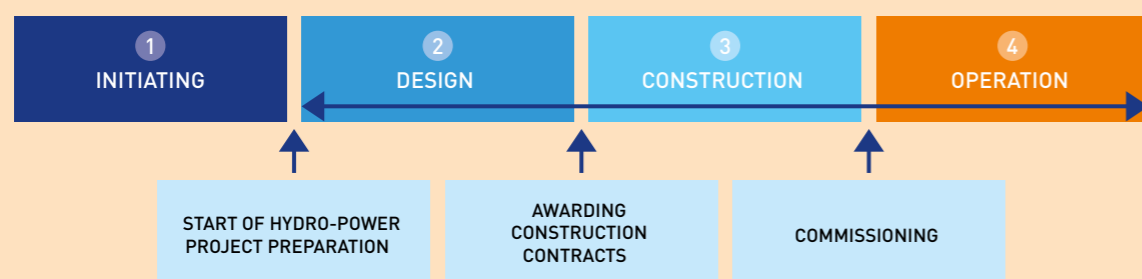 1
INITIATING
2
DESIGN
3
CONSTRUCTION
4
OPERATION
START OF HYDRO-POWER
PROJECT PREPARATION
AWARDING
CONSTRUCTION
CONTRACTS
COMMISSIONING